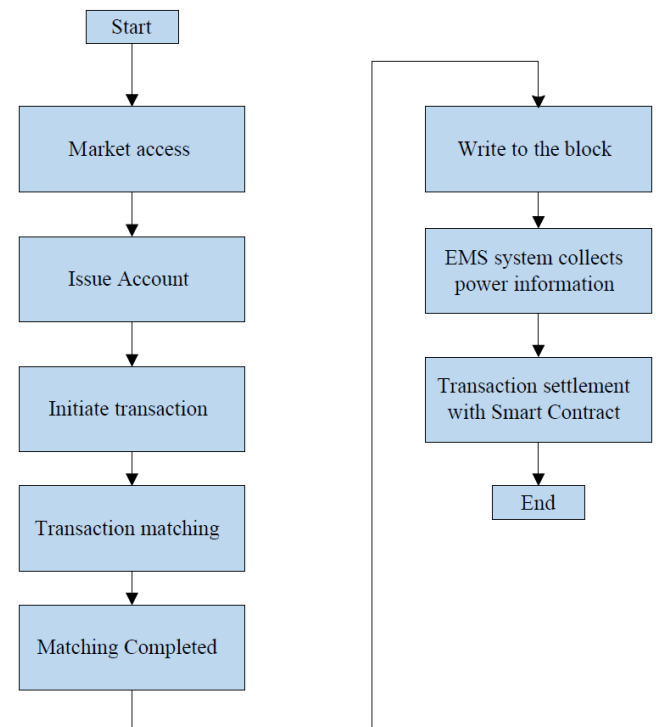 Start
Market access
Issue Account
Initiate transaction
Transaction matching
Matching Completed
Write to the block
EMS system collects
power information
Transaction settlement
with Smart Contract
End